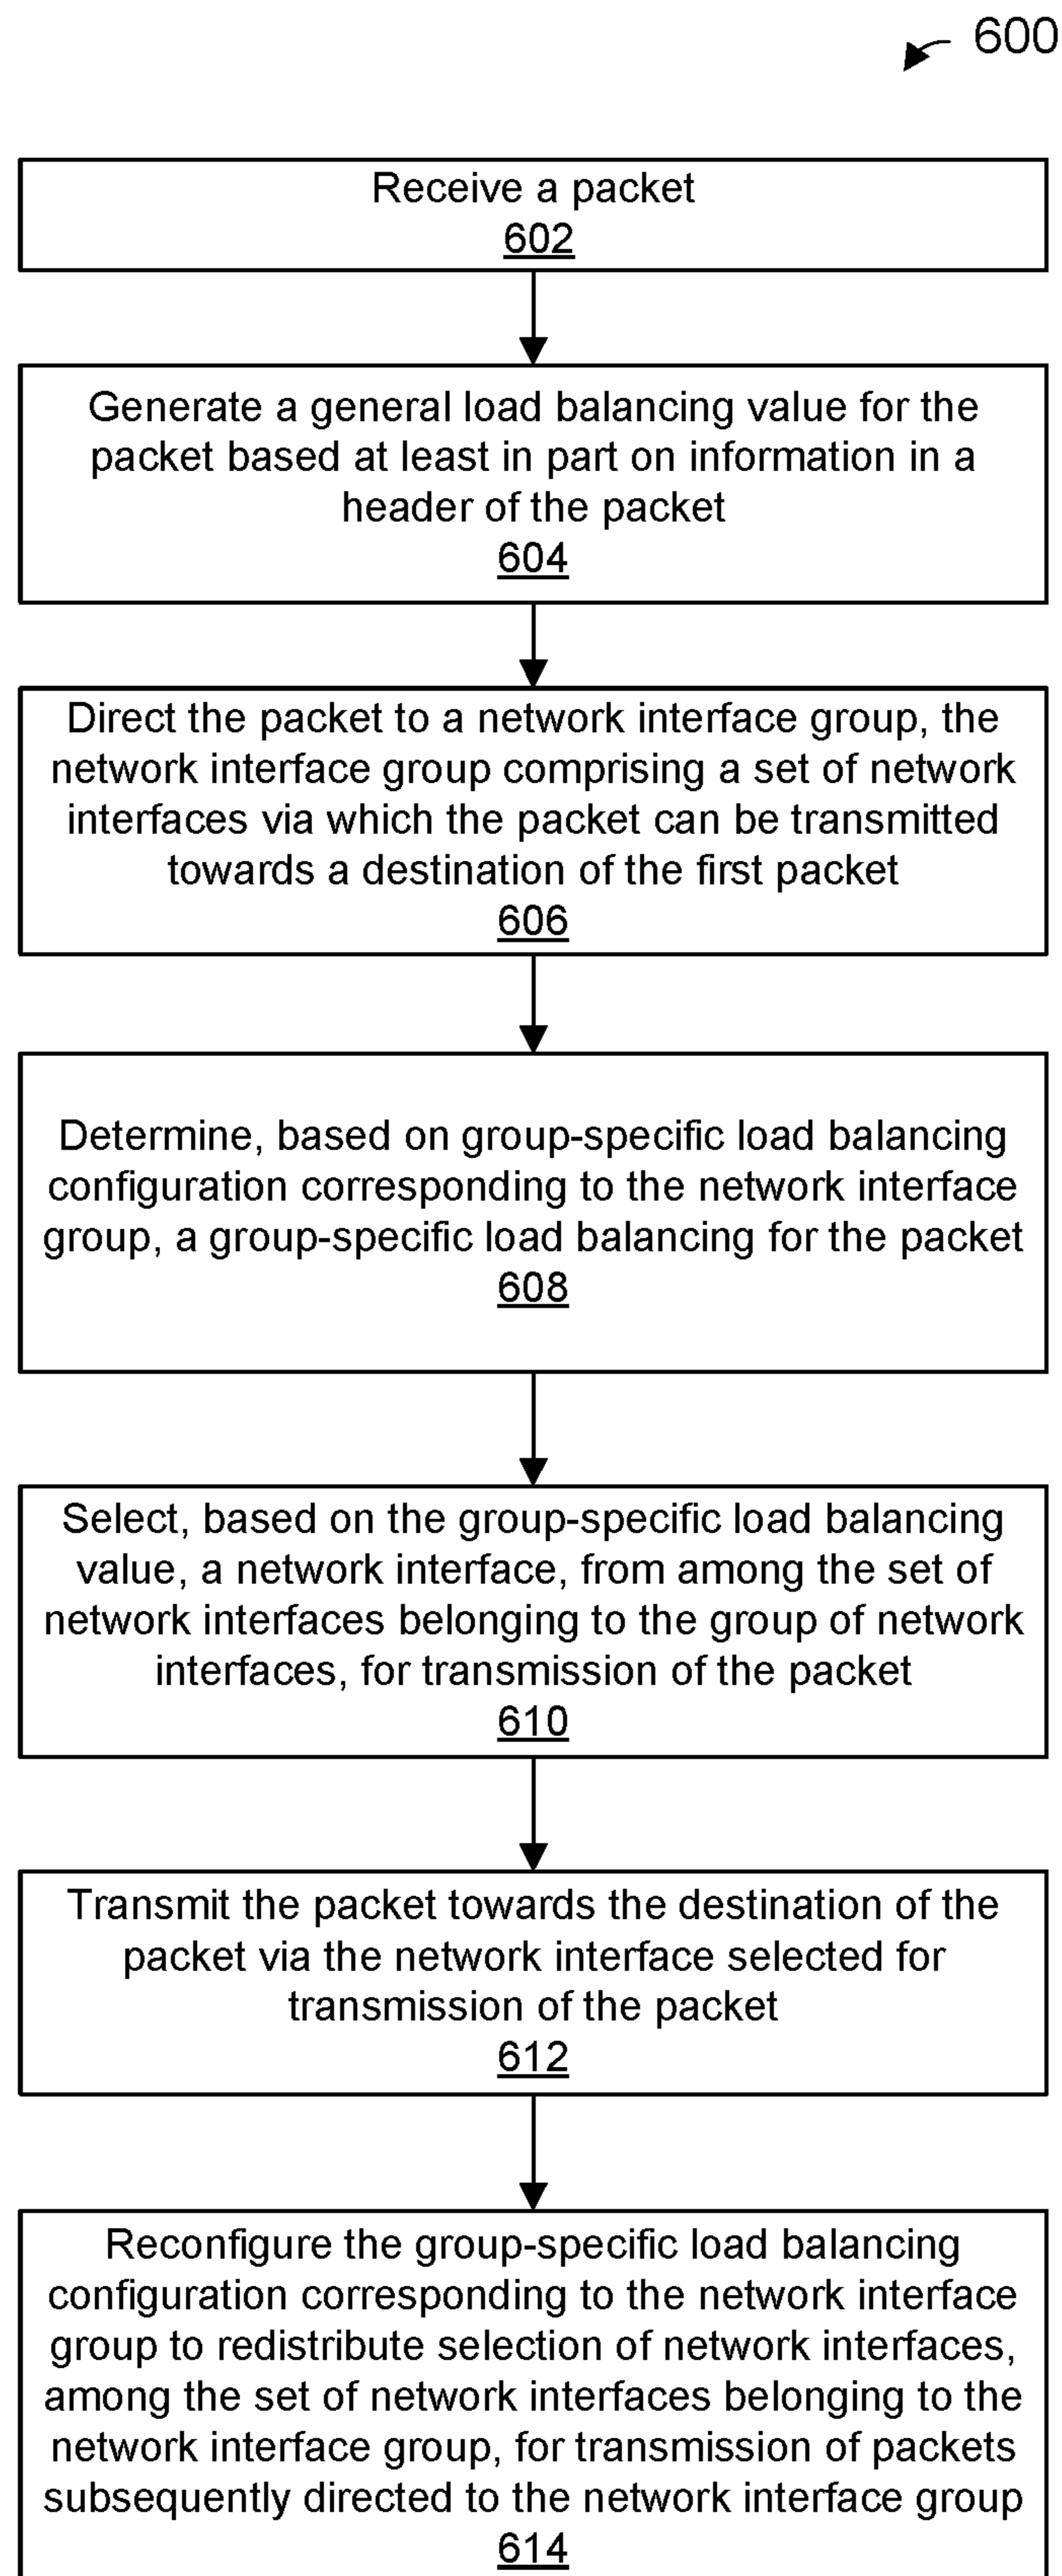 600
Receive a packet
602
Generate a general load balancing value for the
packet based at least in part on information in a
header of the packet
604
Direct the packet to a network interface group, the
network interface group comprising a set of network
interfaces via which the packet can be transmitted
towards a destination of the first packet
606
Determine, based on group-specific load balancing
configuration corresponding to the network interface
group, a group-specific load balancing for the packet
608
Select, based on the group-specific load balancing
value, a network interface, from among the set of
network interfaces belonging to the group of network
interfaces, for transmission of the packet
610
Transmit the packet towards the destination of the
packet via the network interface selected for
transmission of the packet
612
Reconfigure the group-specific load balancing
configuration corresponding to the network interface
group to redistribute selection of network interfaces,
among the set of network interfaces belonging to the
network interface group, for transmission of packets
subsequently directed to the network interface group
614